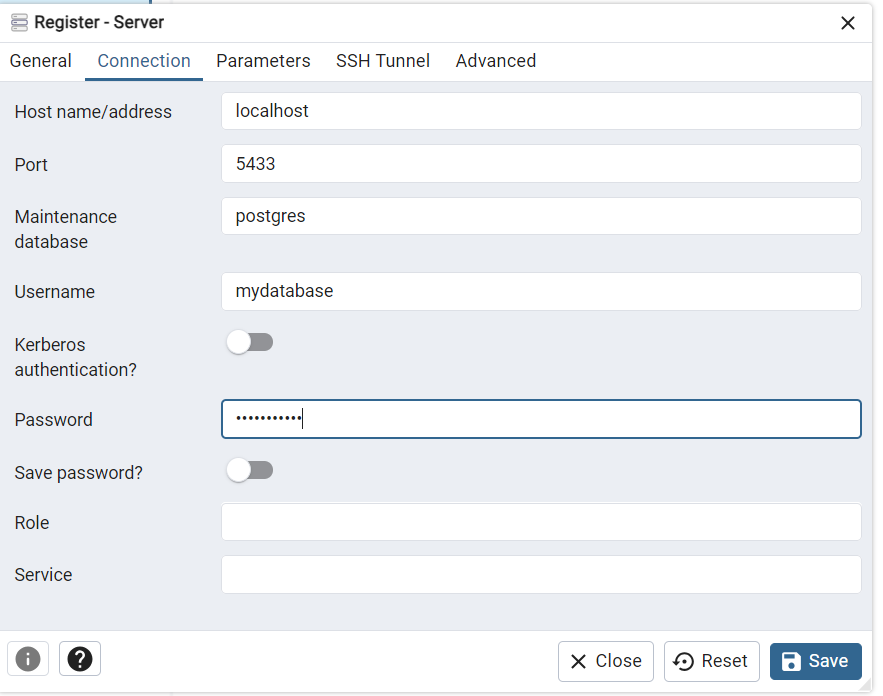 Register - Server
General Connection Parameters SSH Tunnel Advanced
Host name/address localhost
Port 5433
Maintenance
database
postgres
Username mydatabase
Kerberos
authentication?
Password •••••••••••
Save password?
Role
Service
Close Reset Save